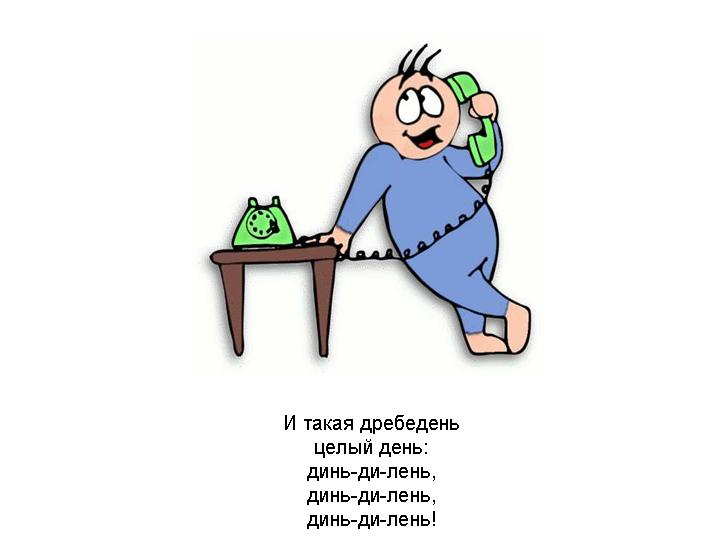 И такая дребедень
целый день:
динь-ди-лень,
динь-ди-лень,
динь-ди-лень!